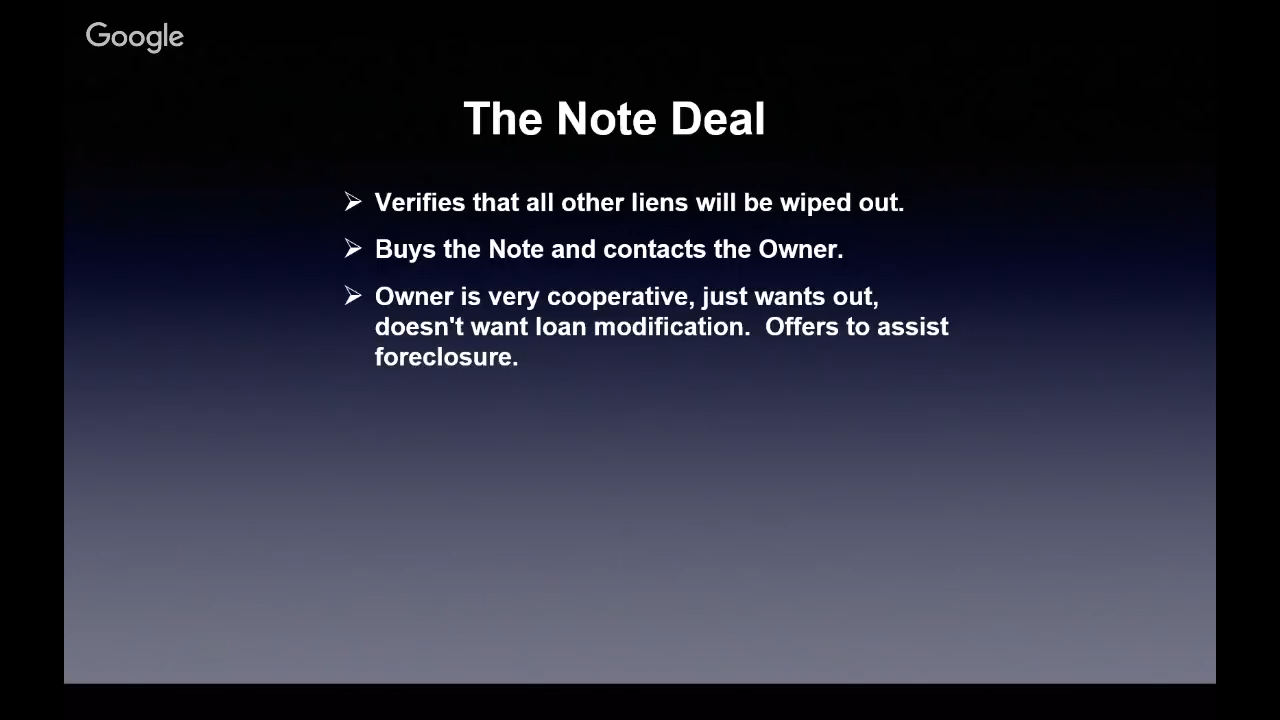 Google
The Note Deal
➢ Verifies that all other liens will be wiped out.
➢ Buys the Note and contacts the Owner.
➢ Owner is very cooperative, just wants out,
doesn't want loan modification.  Offers to assist
foreclosure.